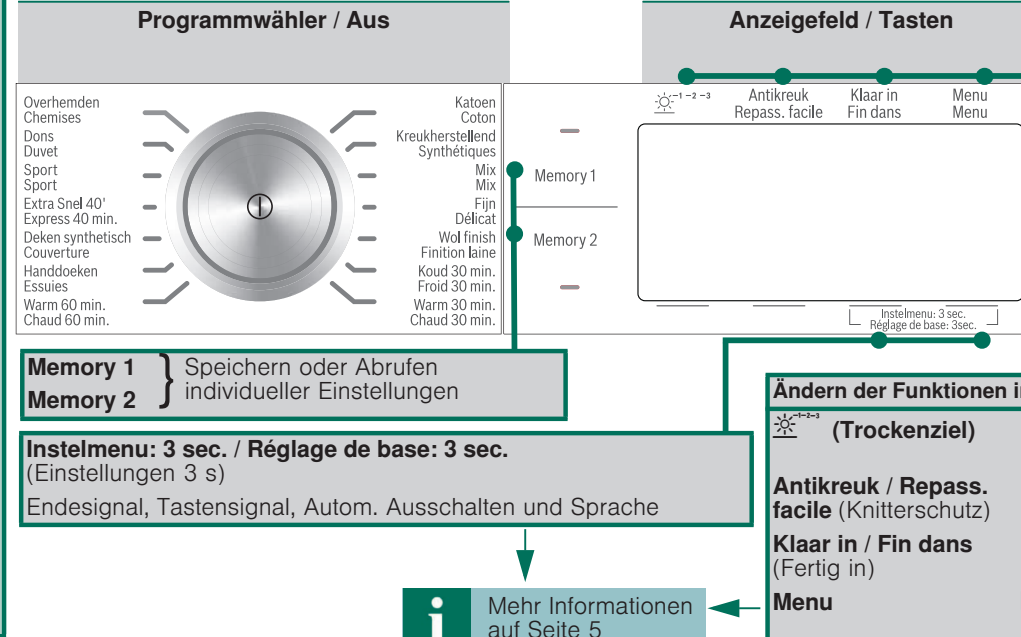 Programmwähler / Aus
Anzeigefeld / Tasten
Overhemden
Chemises
Dons
Duvet
Sport
Sport
Extra Snel 40'
Express 40 min.
Deken synthetisch
Couverture
Handdoeken
Essuies
Warm 60 min.
Chaud 60 min.
Katoen
Coton
Kreukherstellend
Synthétiques
Mix
Mix
Fijn
Délicat
Wol finish
Finition laine
Koud 30 min.
Froid 30 min.
Warm 30 min.
Chaud 30 min.
Memory 1
Memory 2
-1 -2 -3
Antikreuk
Repass. facile
Klaar in
Fin dans
Menu
Menu
Instelmenu: 3 sec.
Réglage de base: 3sec.
Memory 1
Memory 2
} Speichern oder Abrufen
individueller Einstellungen
Instelmenu: 3 sec. / Réglage de base: 3 sec.
(Einstellungen 3 s)
Endesignal, Tastensignal, Autom. Ausschalten und Sprache
Ändern der Funktionen i
-1-2-3 (Trockenziel)
Antikreuk / Repass.
facile (Knitterschutz)
Klaar in / Fin dans
(Fertig in)
Menu
i
Mehr Informationen
auf Seite 5